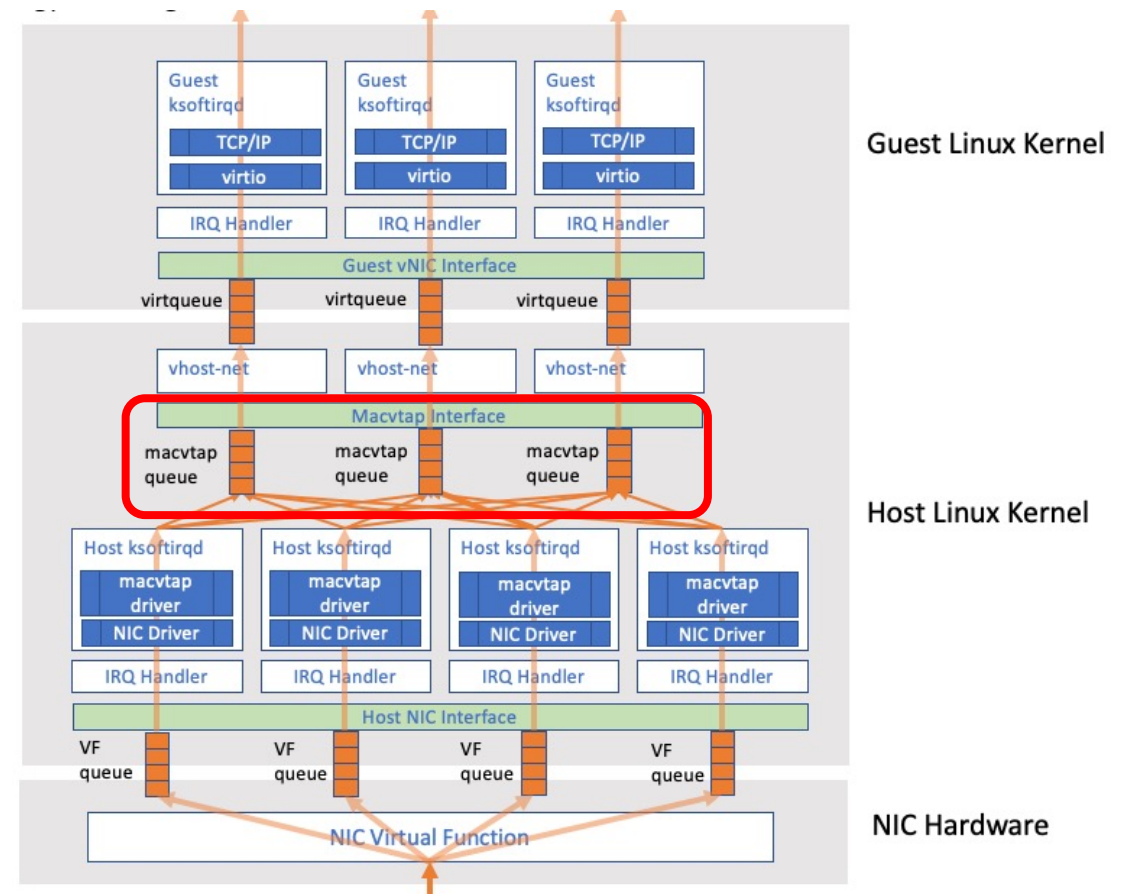 Guest Guest Guest
ksoftirqd ksoftirqd ksoftirqd
TCP/IP TCP/IP TCP/IP
virtio virtio virtio
Guest Linux Kernel
IRQ Handler IRQ Handler IRQ Handler
Guest vNIC Interface
virtqueue virtqueue virtqueue
vhost-net vhost-net vhost-net
Macvtap Interface
macvtap macvtap macvtap
queue queue queue
Host Linux Kernel
Host ksoftirqd Host ksoftirqd Host ksoftirqd Host ksoftirqd
macvtap macvtap macvtap macvtap
driver driver driver driver
NIC Driver NIC Driver NIC Driver NIC Driver
IRQ Handler IRQ Handler IRQ Handler IRQ Handler
Host NIC Interface
VF VF VF VF
queue queue queue queue
NIC Virtual Function
NIC Hardware